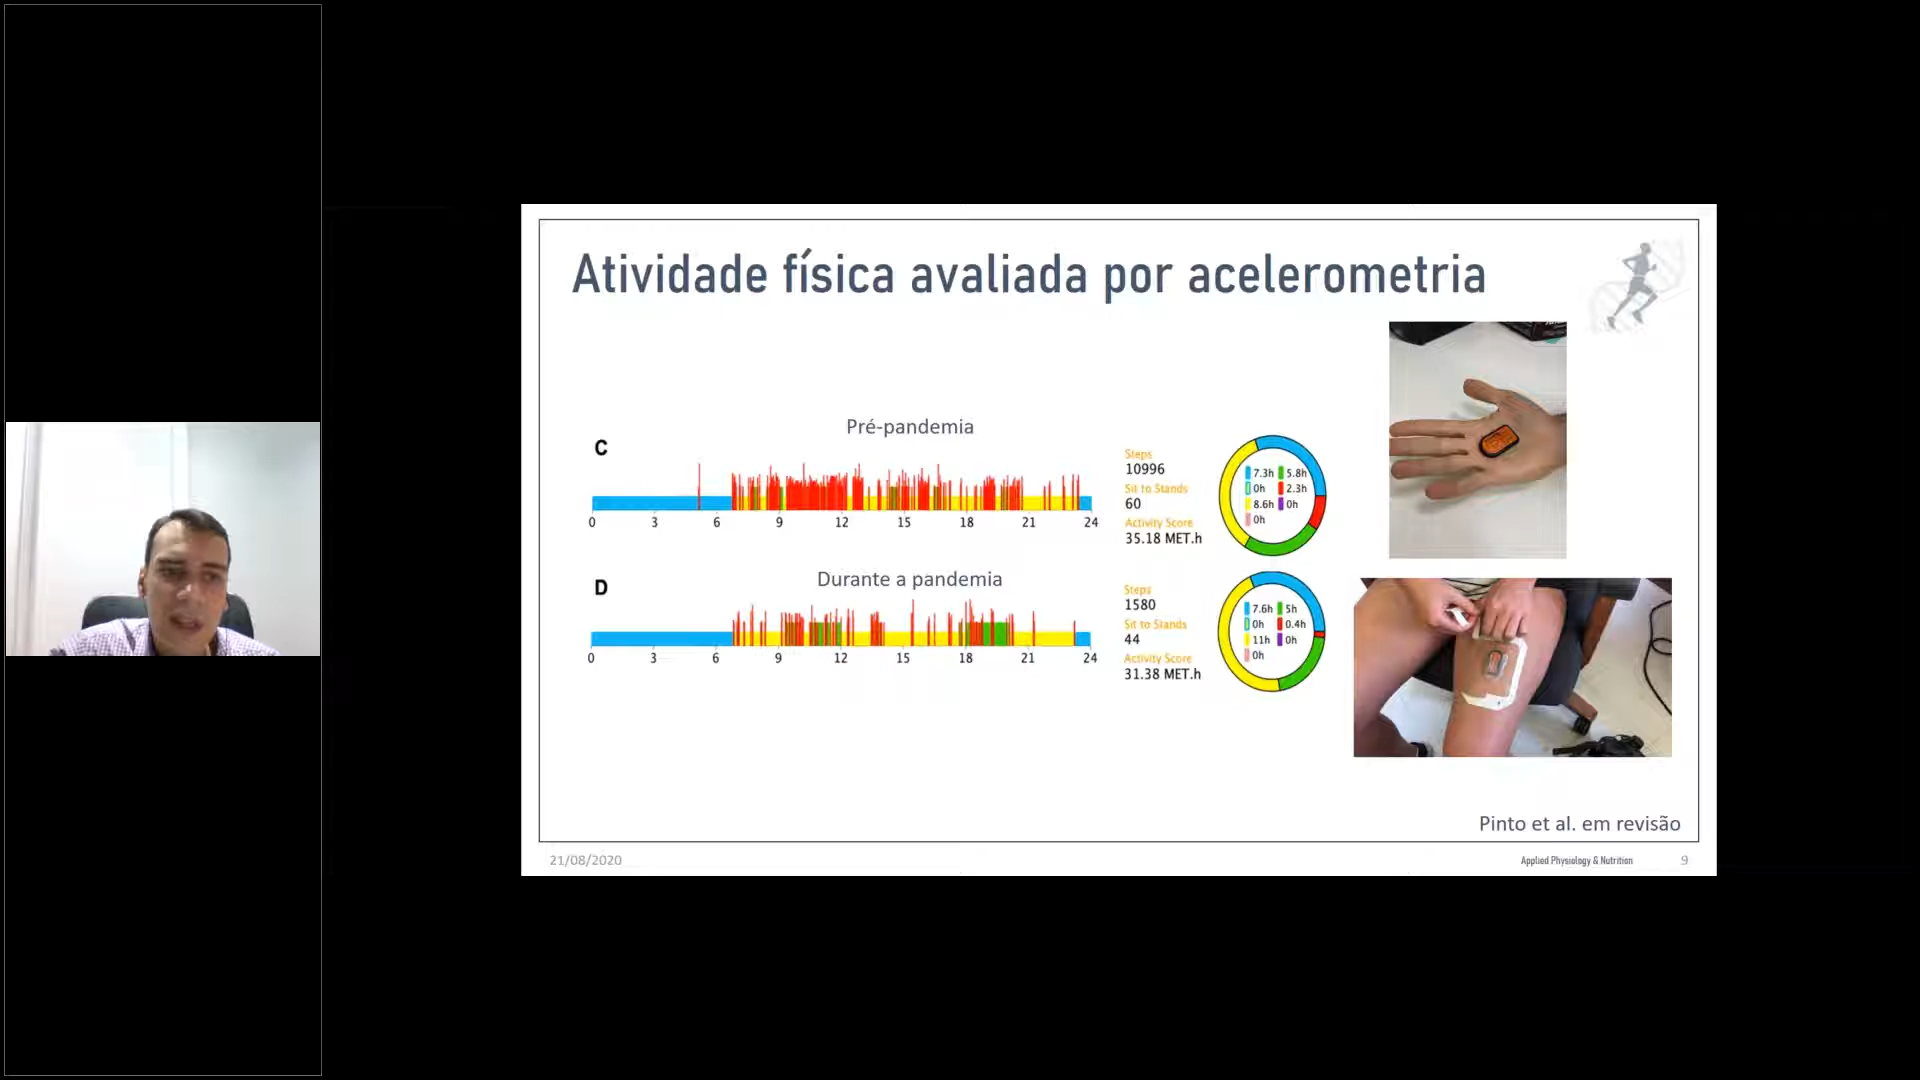 Atividade física avaliada por acelerometria
Pré-pandemia
C
0 3 6 9 12 15 18 21 24
Steps
10996
Sit to Stands
60
Activity Score
35.18 MET.h
7.3h 5.8h
0h 2.3h
8.6h 0h
0h
Durante a pandemia
D
0 3 6 9 12 15 18 21 24
Steps
1580
Sit to Stands
44
Activity Score
31.38 MET.h
7.6h 5h
0h 0.4h
11h 0h
0h
Pinto et al. em revisão
21/08/2020
Applied Physiology & Nutrition
9